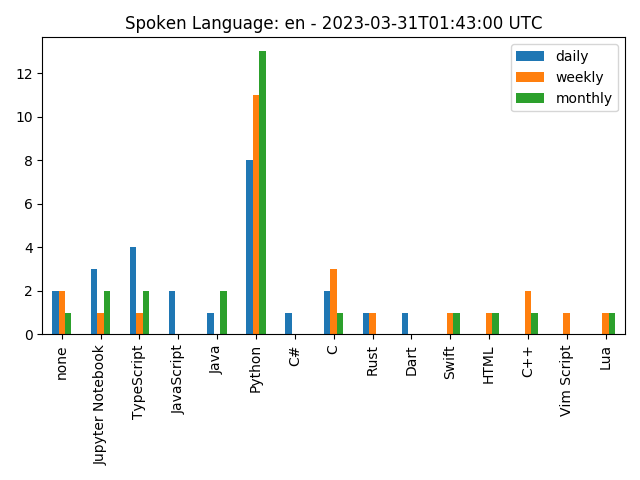 Spoken Language: en - 2023-03-31T01:43:00 UTC
daily
weekly
monthly
12
10
8
6
4
2
0
none
Jupyter Notebook
TypeScript
JavaScript
Java
Python
C#
C
Rust
Dart
Swift
HTML
C++
Vim Script
Lua